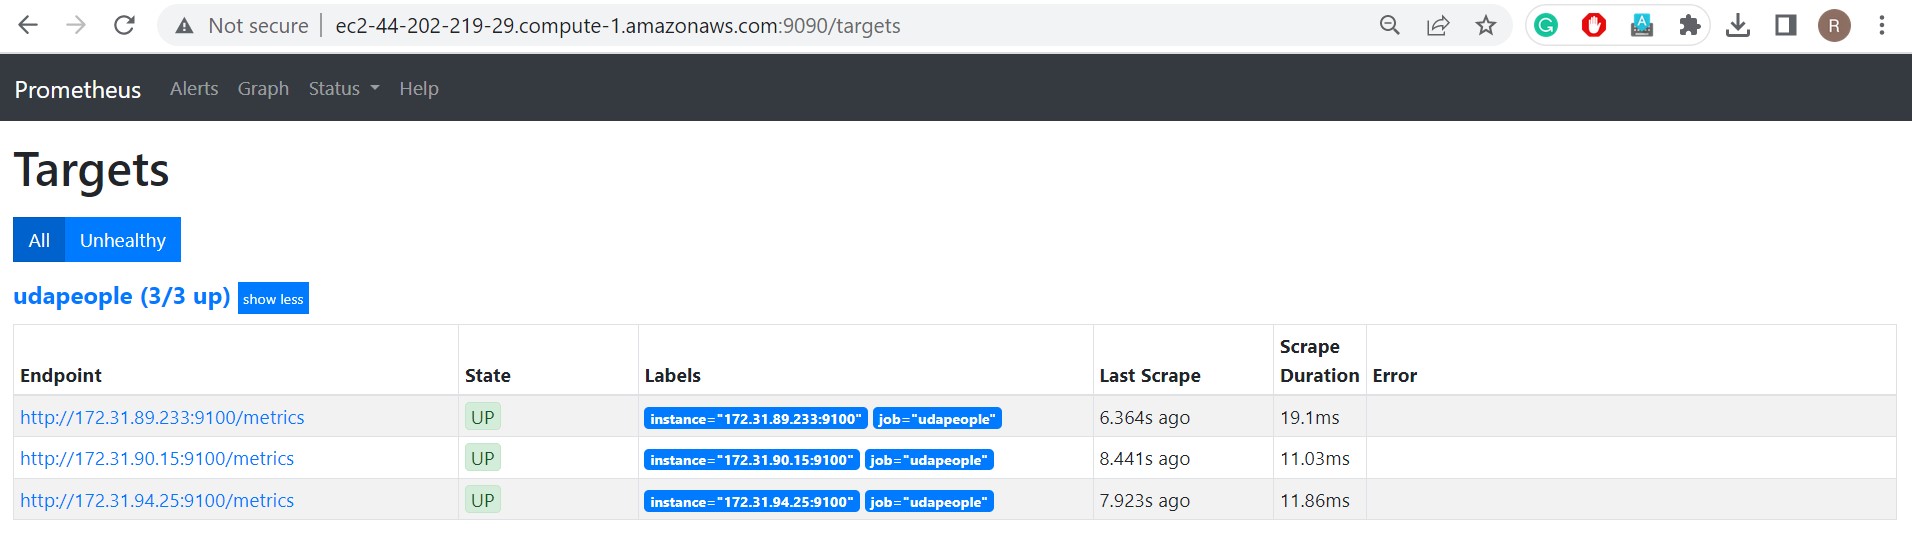 Not secure | ec2-44-202-219-29.compute-1.amazonaws.com:9090/targets
G A R
Prometheus Alerts Graph Status Help
Targets
All Unhealthy
udapeople (3/3 up) show less
Endpoint State Labels Last Scrape Scrape Duration Error
http://172.31.89.233:9100/metrics UP instance="172.31.89.233:9100" job="udapeople" 6.364s ago 19.1ms
http://172.31.90.15:9100/metrics UP instance="172.31.90.15:9100" job="udapeople" 8.441s ago 11.03ms
http://172.31.94.25:9100/metrics UP instance="172.31.94.25:9100" job="udapeople" 7.923s ago 11.86ms